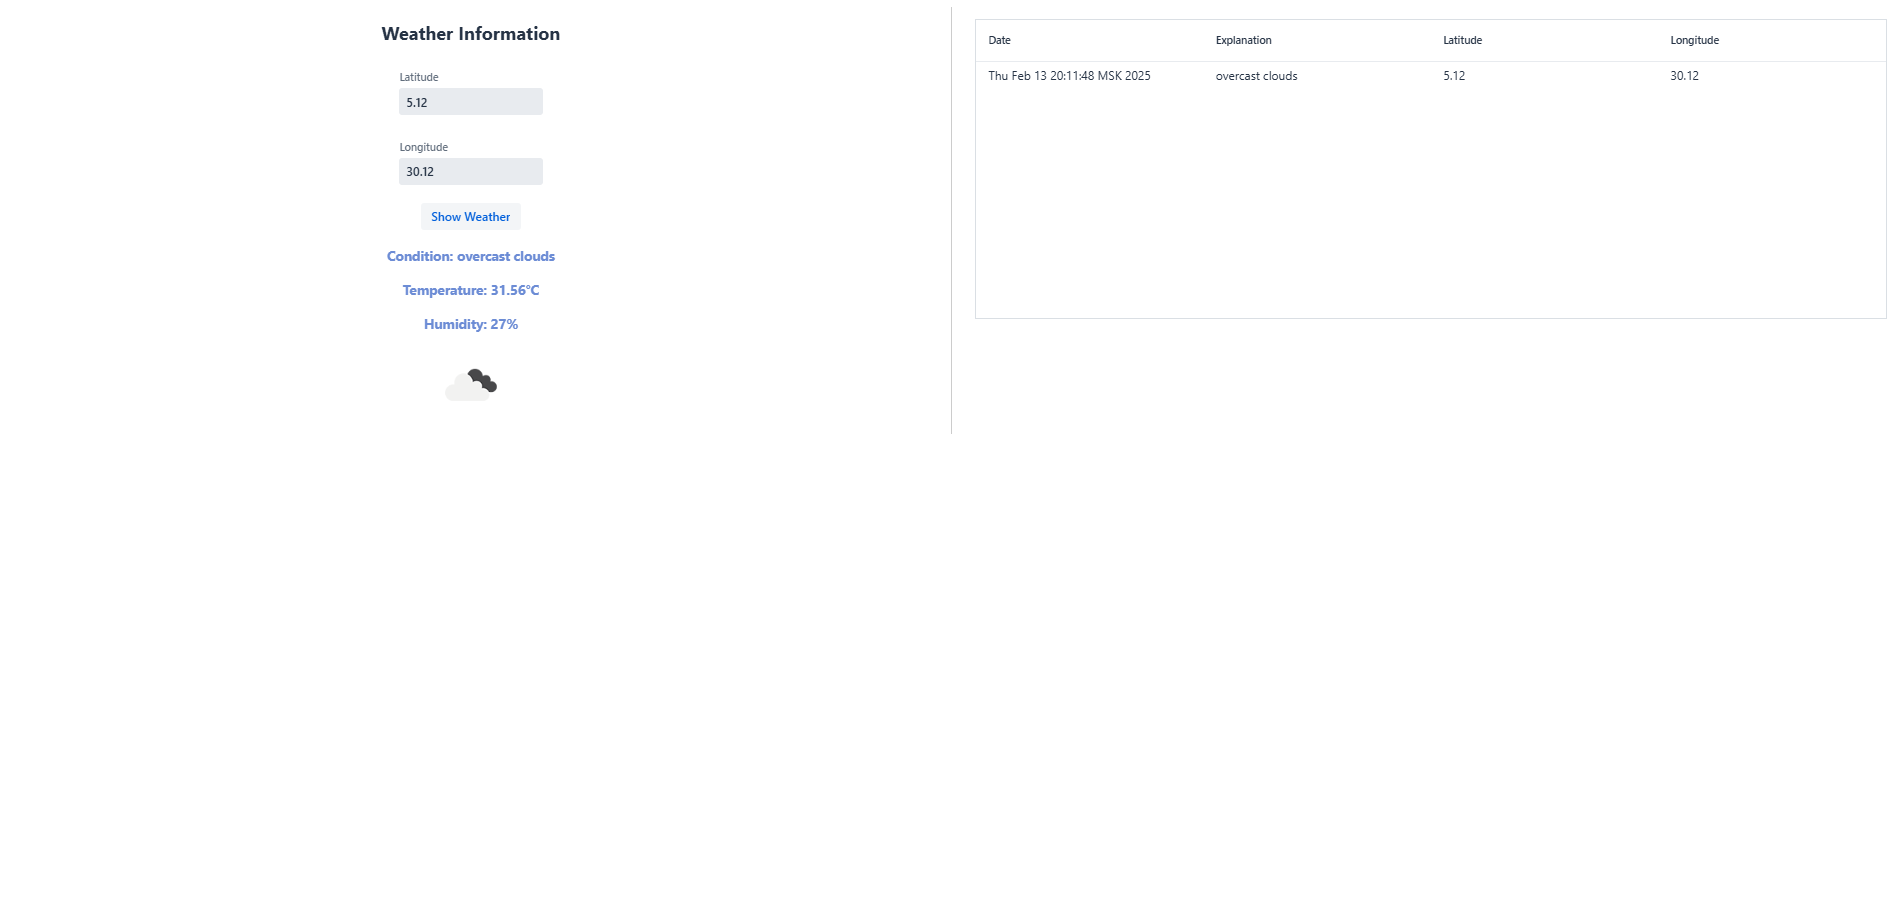 Weather Information
Latitude
5.12
Longitude
30.12
Show Weather
Condition: overcast clouds
Temperature: 31.56°C
Humidity: 27%
Date Explanation Latitude Longitude
Thu Feb 13 20:11:48 MSK 2025 overcast clouds 5.12 30.12